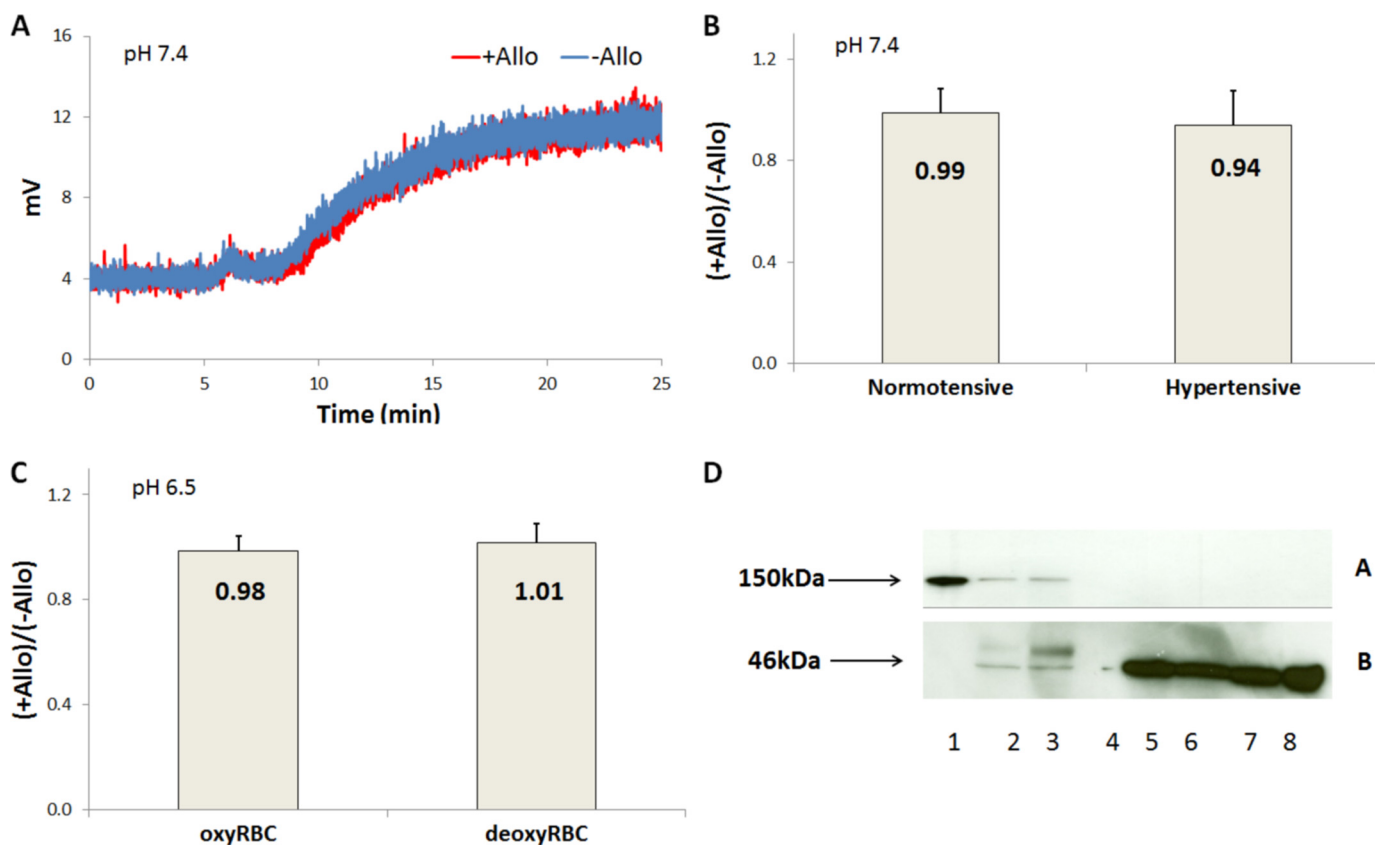 A
pH 7.4
+Allo -Allo
16
12
8
4
0
mV
0 5 10 15 20 25
Time (min)
B
pH 7.4
1.2
0.8
0.4
0.0
(+Allo)/(-Allo)
0.99
0.94
Normotensive Hypertensive
C
pH 6.5
1.2
0.8
0.4
0.0
(+Allo)/(-Allo)
0.98
1.01
oxyRBC deoxyRBC
D
150kDa
A
46kDa
B
1 2 3 4 5 6 7 8